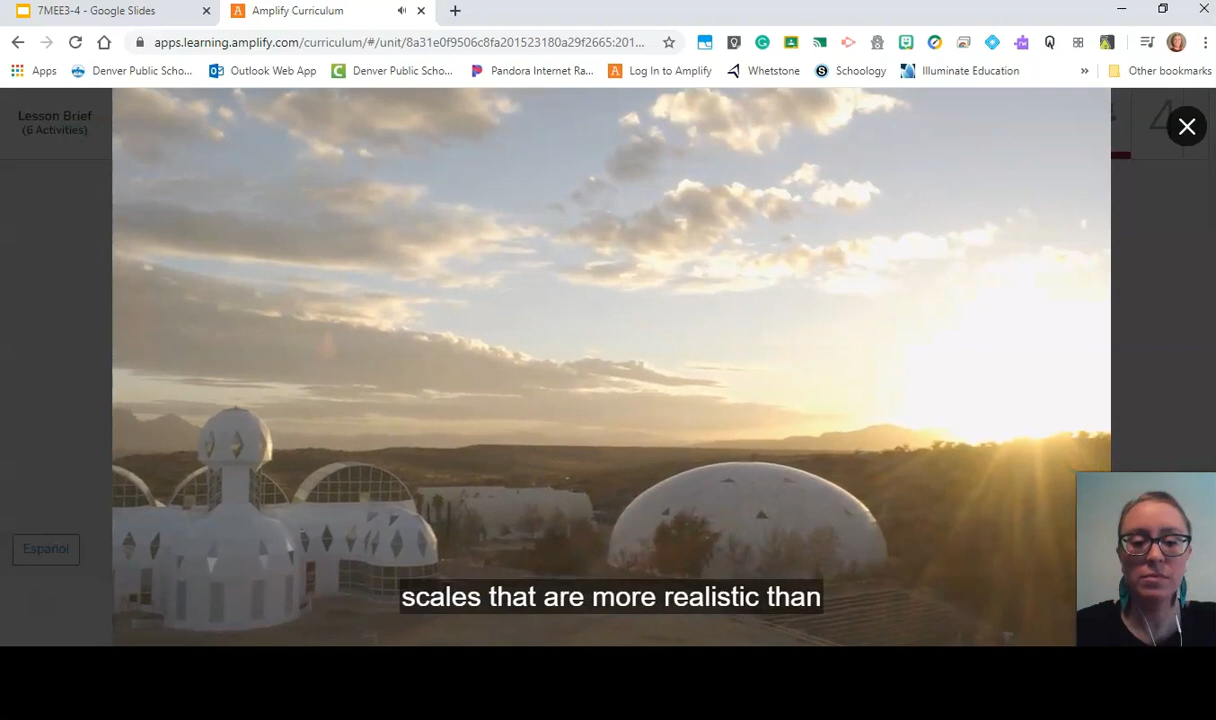 7MEE3-4 - Google Slides
Amplify Curriculum
apps.learning.amplify.com/curriculum/#/unit/8a31e0f9506c8fa201523180a29f2665:201...
Apps
Denver Public Scho...
Outlook Web App
Denver Public Scho...
Pandora Internet Ra...
Log In to Amplify
Whetstone
Schoology
Illuminate Education
»
Other bookmarks
Lesson Brief
(6 Activities)
4
Español
scales that are more realistic than